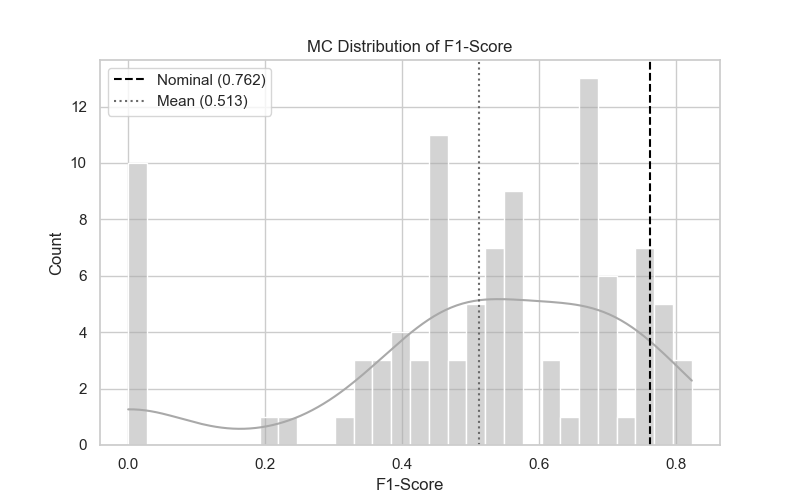 MC Distribution of F1-Score
Nominal (0.762)
Mean (0.513)
Count
12
10
8
6
4
2
0
0.0 0.2 0.4 0.6 0.8
F1-Score